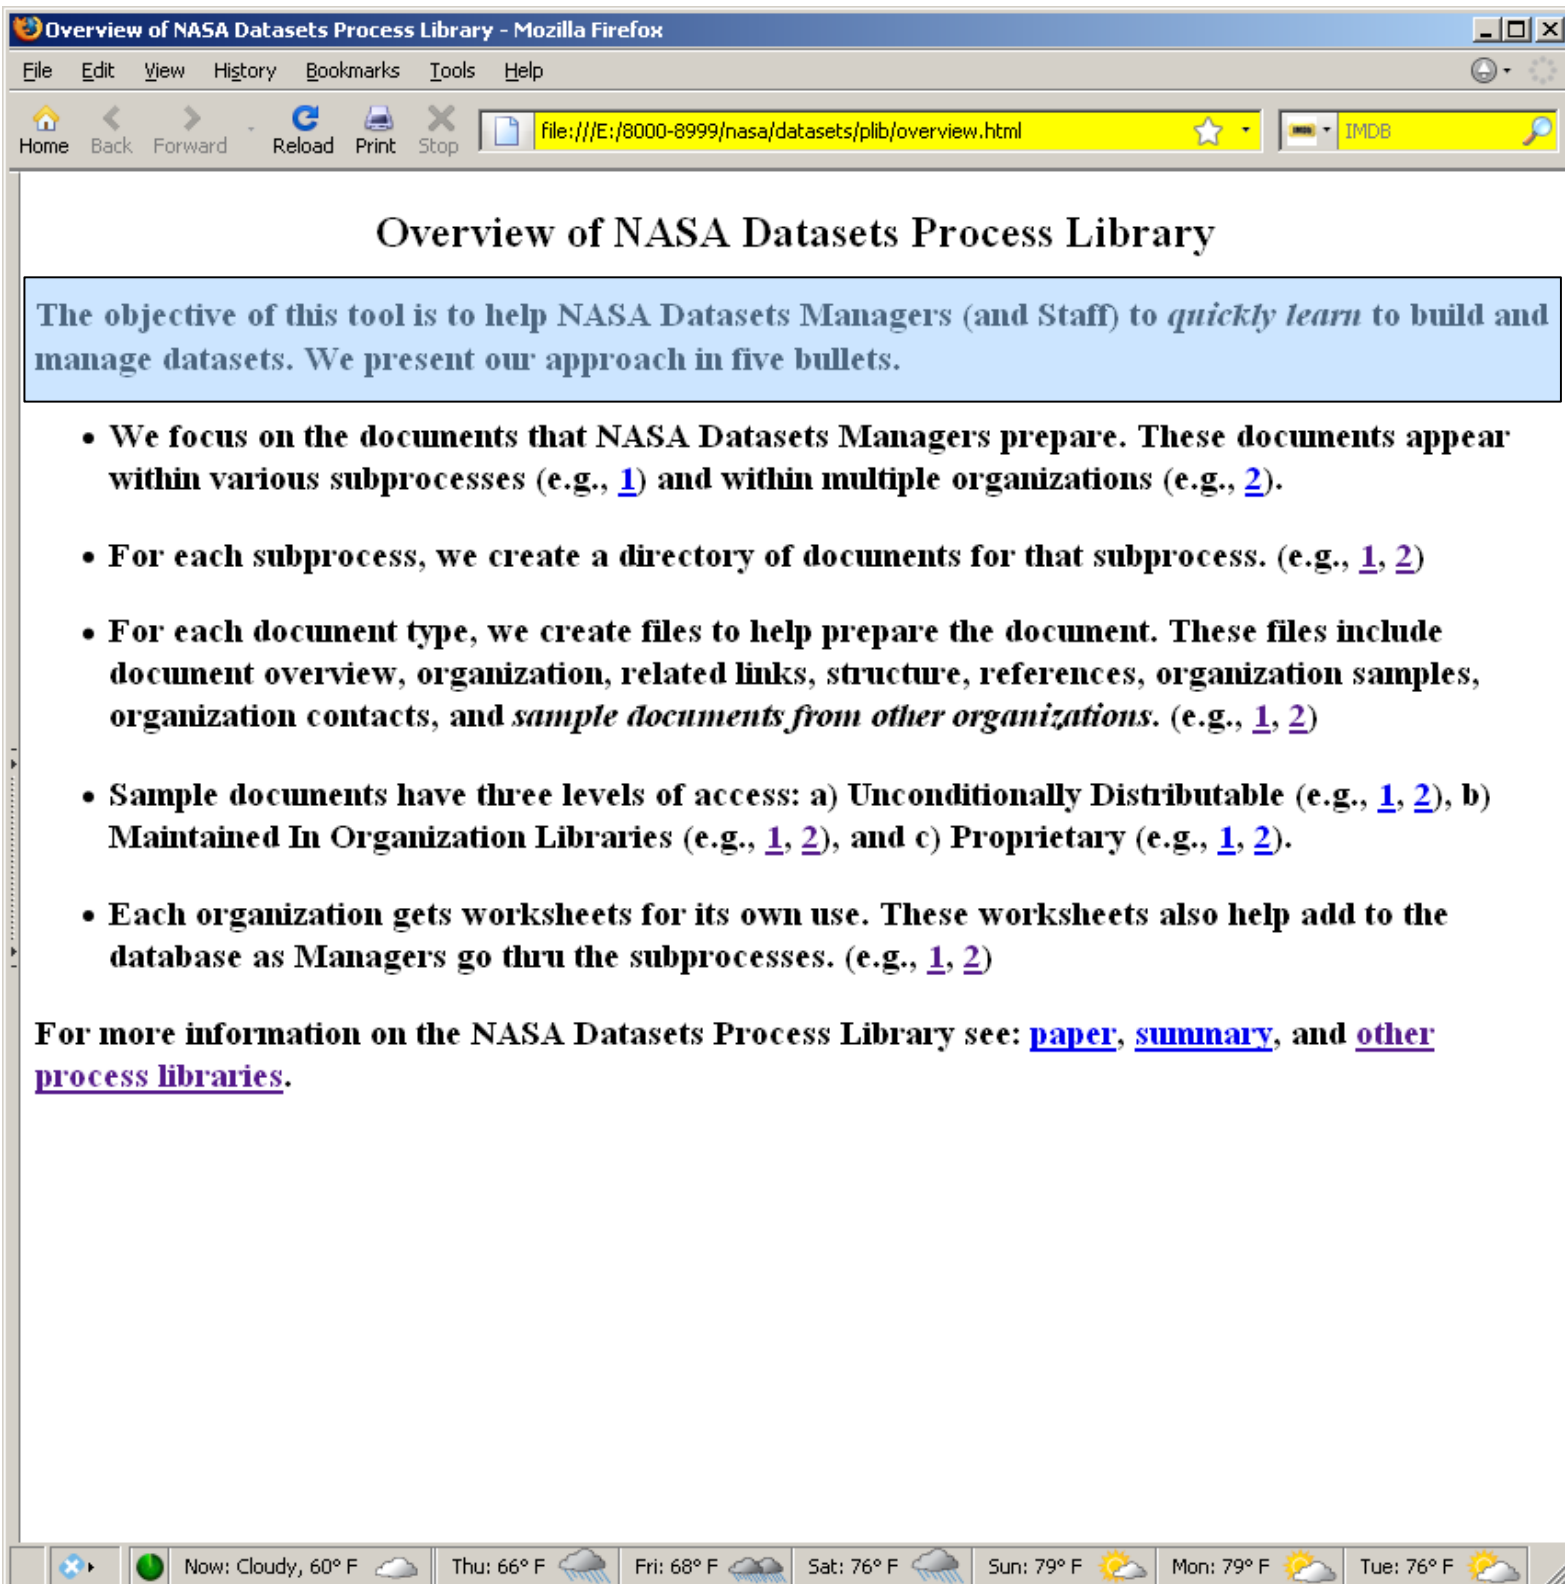 Overview of NASA Datasets Process Library - Mozilla Firefox
File Edit View History Bookmarks Tools Help
Home Back Forward Reload Print Stop file:///E:/8000-8999/nasa/datasets/plib/overview.html IMDB
Overview of NASA Datasets Process Library
The objective of this tool is to help NASA Datasets Managers (and Staff) to quickly learn to build and
manage datasets. We present our approach in five bullets.
• We focus on the documents that NASA Datasets Managers prepare. These documents appear
within various subprocesses (e.g., 1) and within multiple organizations (e.g., 2).
• For each subprocess, we create a directory of documents for that subprocess. (e.g., 1, 2)
• For each document type, we create files to help prepare the document. These files include
document overview, organization, related links, structure, references, organization samples,
organization contacts, and sample documents from other organizations. (e.g., 1, 2)
• Sample documents have three levels of access: a) Unconditionally Distributable (e.g., 1, 2), b)
Maintained In Organization Libraries (e.g., 1, 2), and c) Proprietary (e.g., 1, 2).
• Each organization gets worksheets for its own use. These worksheets also help add to the
database as Managers go thru the subprocesses. (e.g., 1, 2)
For more information on the NASA Datasets Process Library see: paper, summary, and other
process libraries.
Now: Cloudy, 60° F Thu: 66° F Fri: 68° F Sat: 76° F Sun: 79° F Mon: 79° F Tue: 76° F